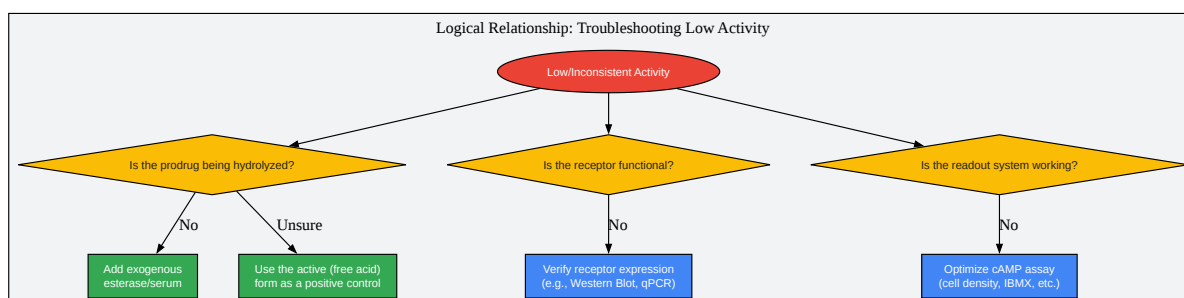 Logical Relationship: Troubleshooting Low Activity
Low/Inconsistent Activity
Is the prodrug being hydrolyzed?
Is the receptor functional?
Is the readout system working?
No
Unsure
No
No
Add exogenous
esterase/serum
Use the active (free acid)
form as a positive control
Verify receptor expression
(e.g., Western Blot, qPCR)
Optimize cAMP assay
(cell density, IBMX, etc.)